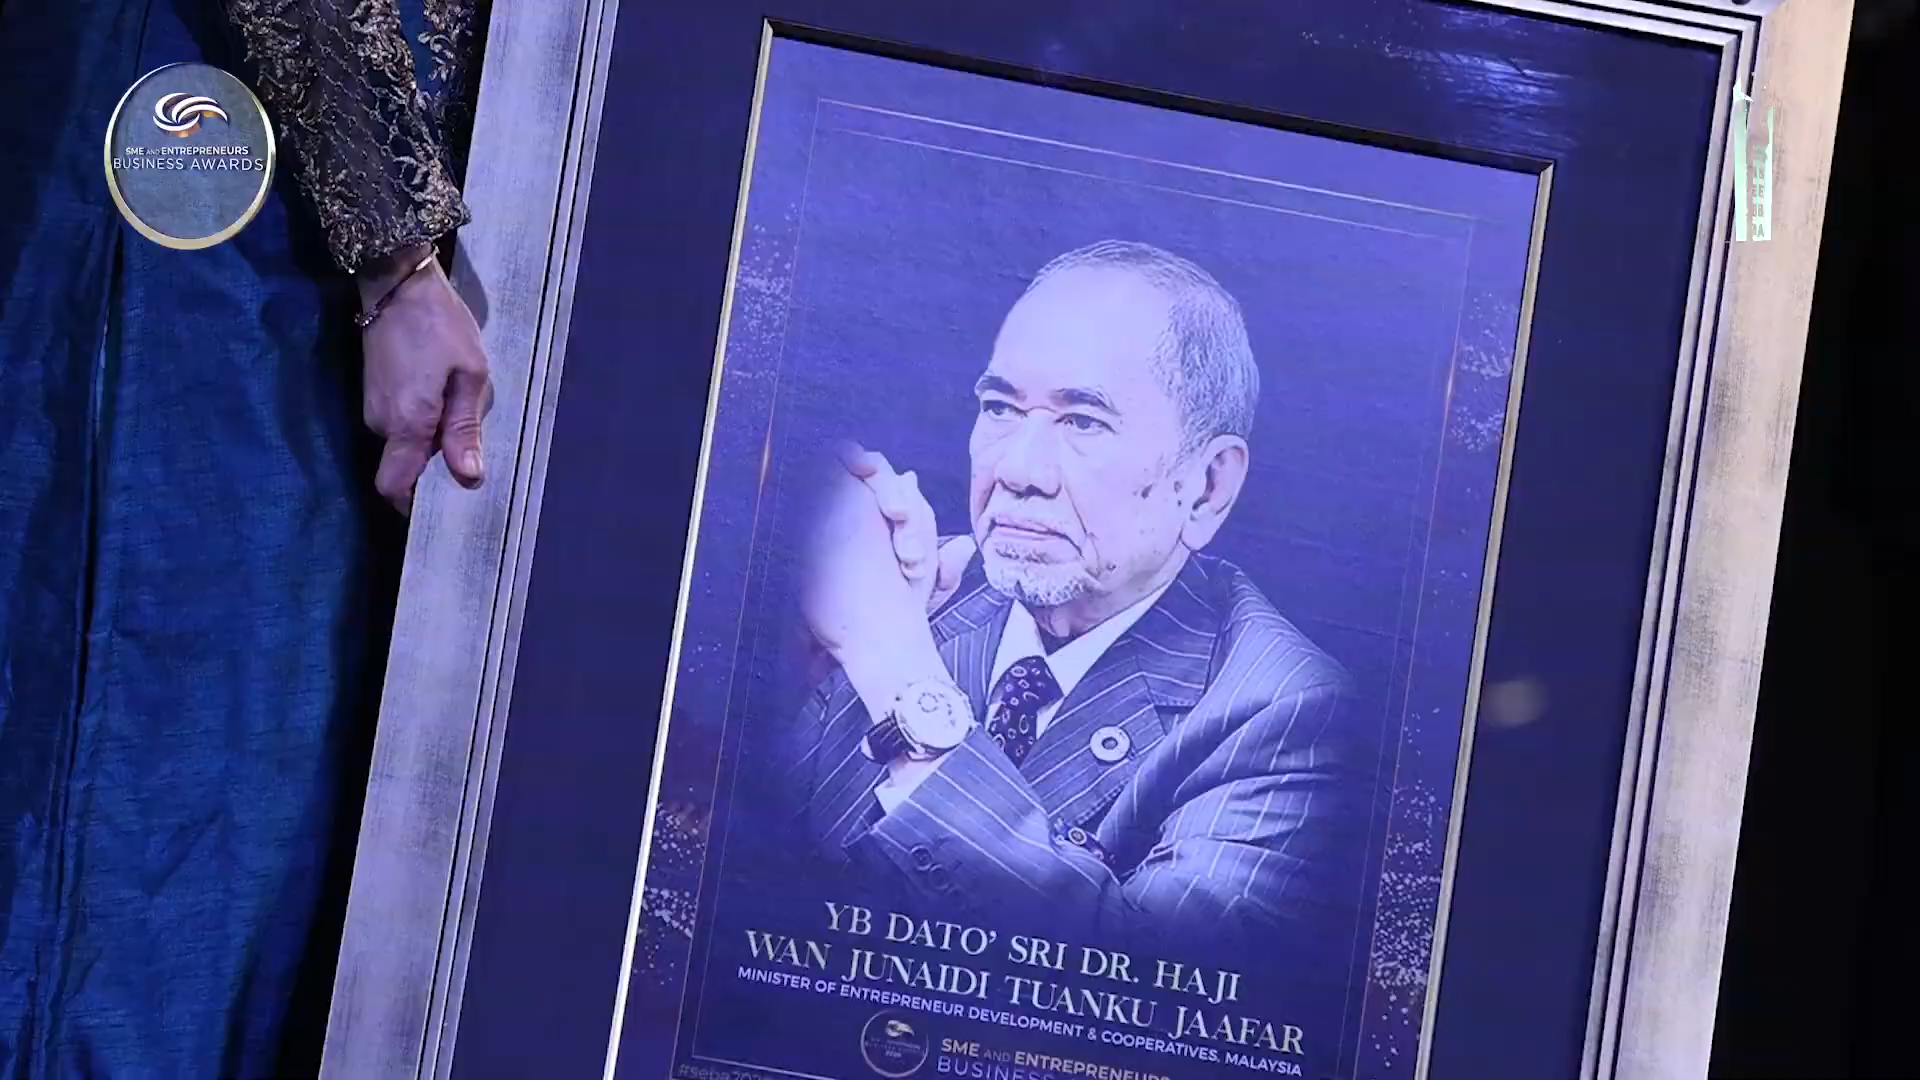 SME AND ENTREPRENEURS
BUSINESS AWARDS
YB DATO' SRI DR. HAJI
WAN JUNAIDI TUANKU JAAFAR
MINISTER OF ENTREPRENEUR DEVELOPMENT & COOPERATIVES, MALAYSIA
SME AND ENTREPRENEURS
BUSINESS